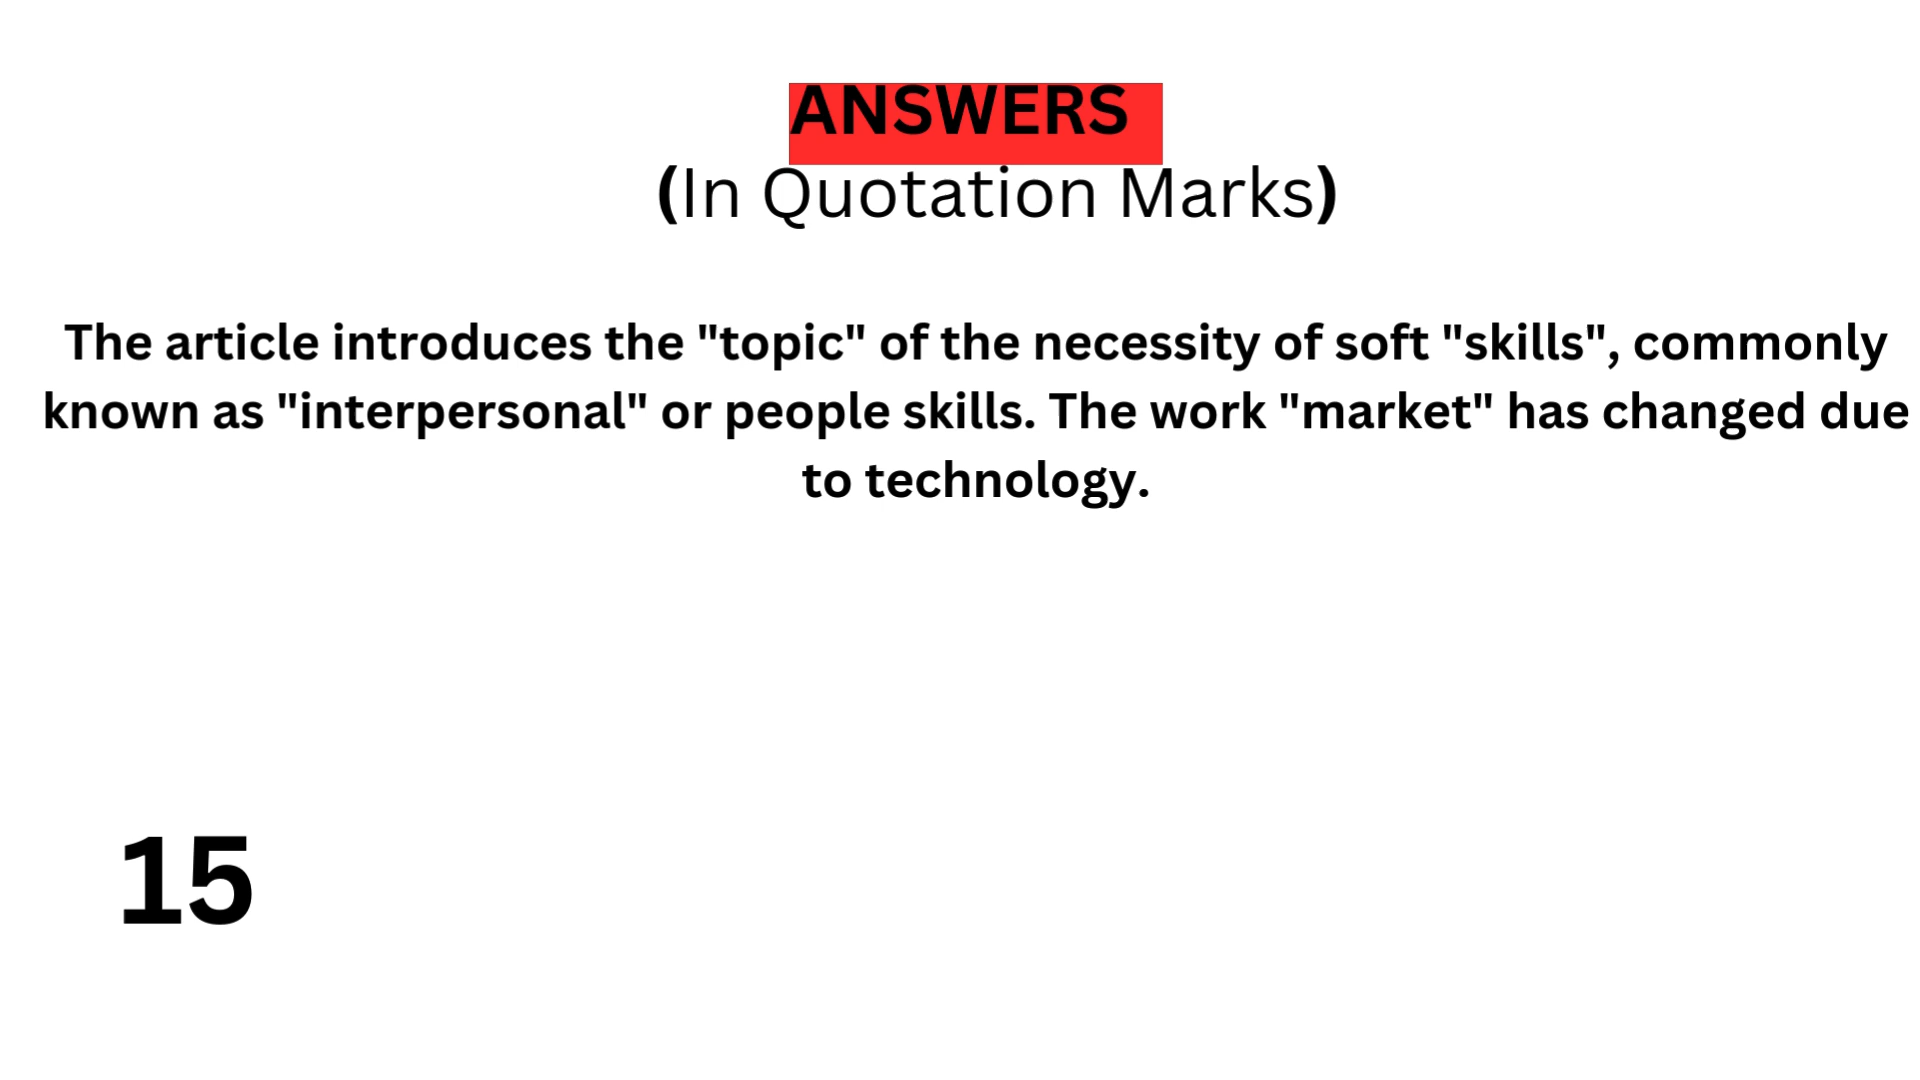 ANSWERS
(In Quotation Marks)
The article introduces the "topic" of the necessity of soft "skills", commonly
known as "interpersonal" or people skills. The work "market" has changed due
to technology.
15